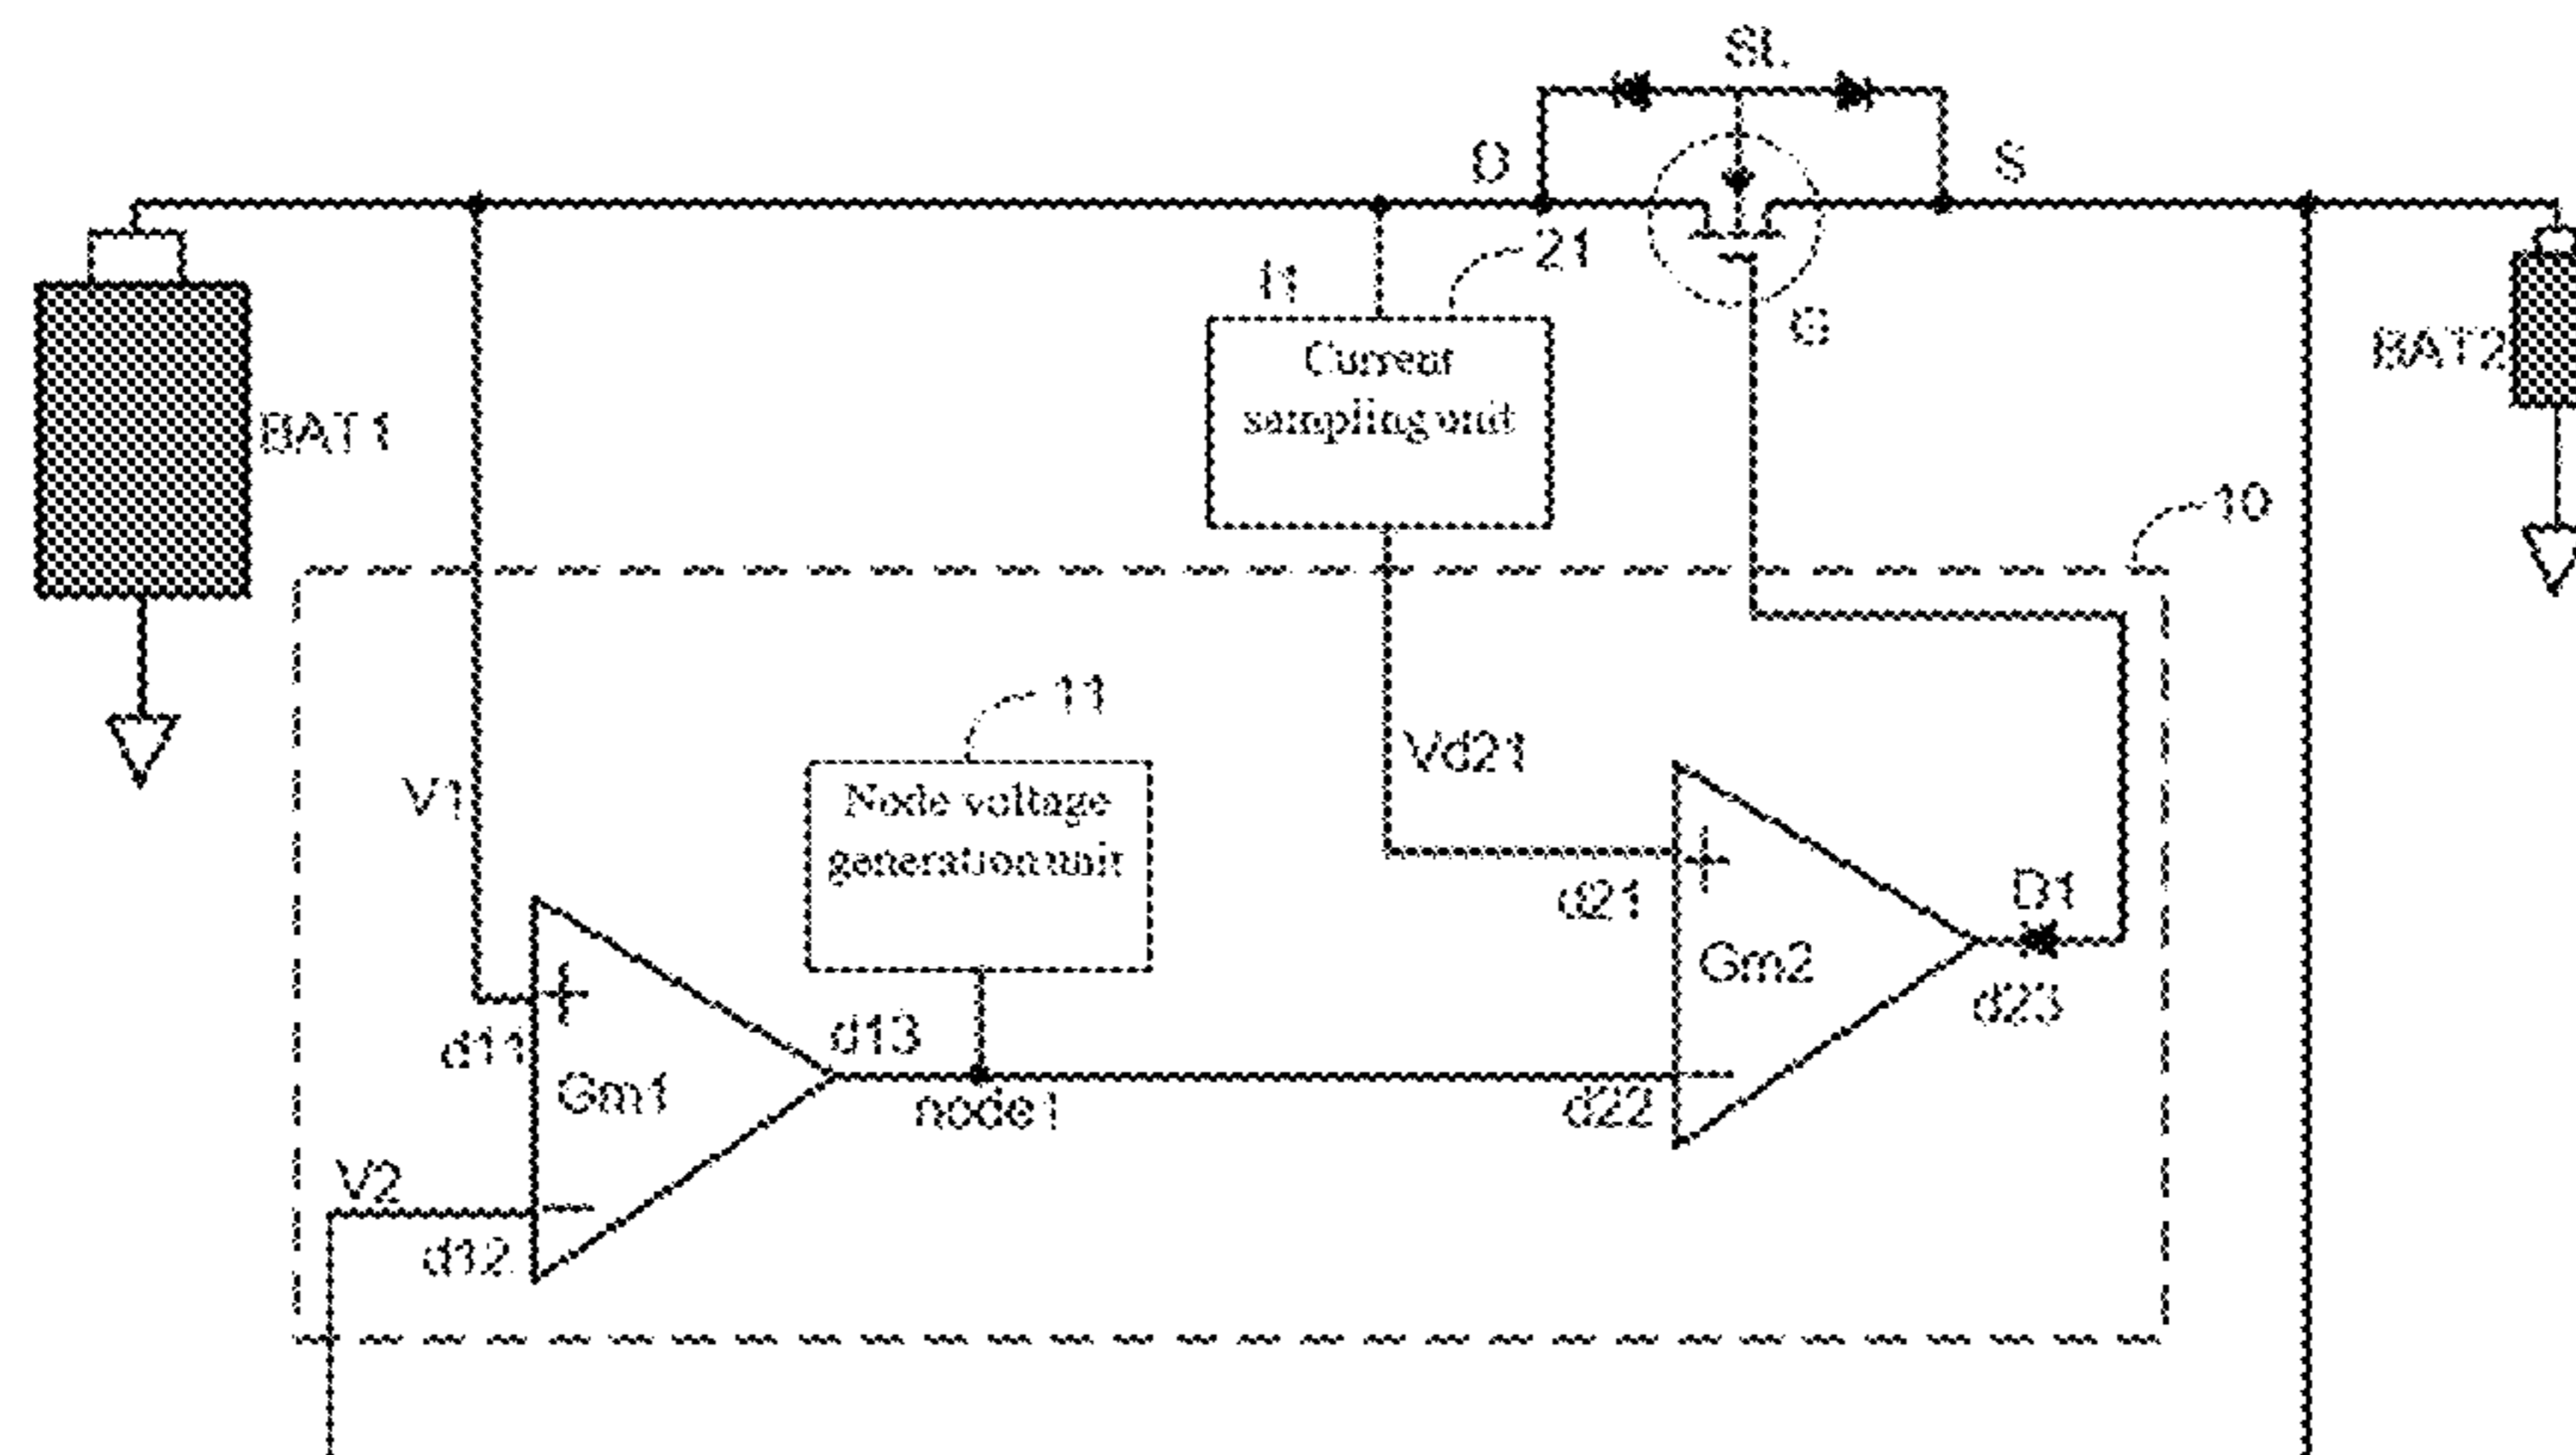 SL
D
S
21
i1
Current
sampling unit
G
BAT1
BAT2
10
11
Vd21
V1
Node voltage
generation unit
+
d21
D1
Gm2
+
d23
d11
d13
Gm1
node1
d22
−
V2
−
d12